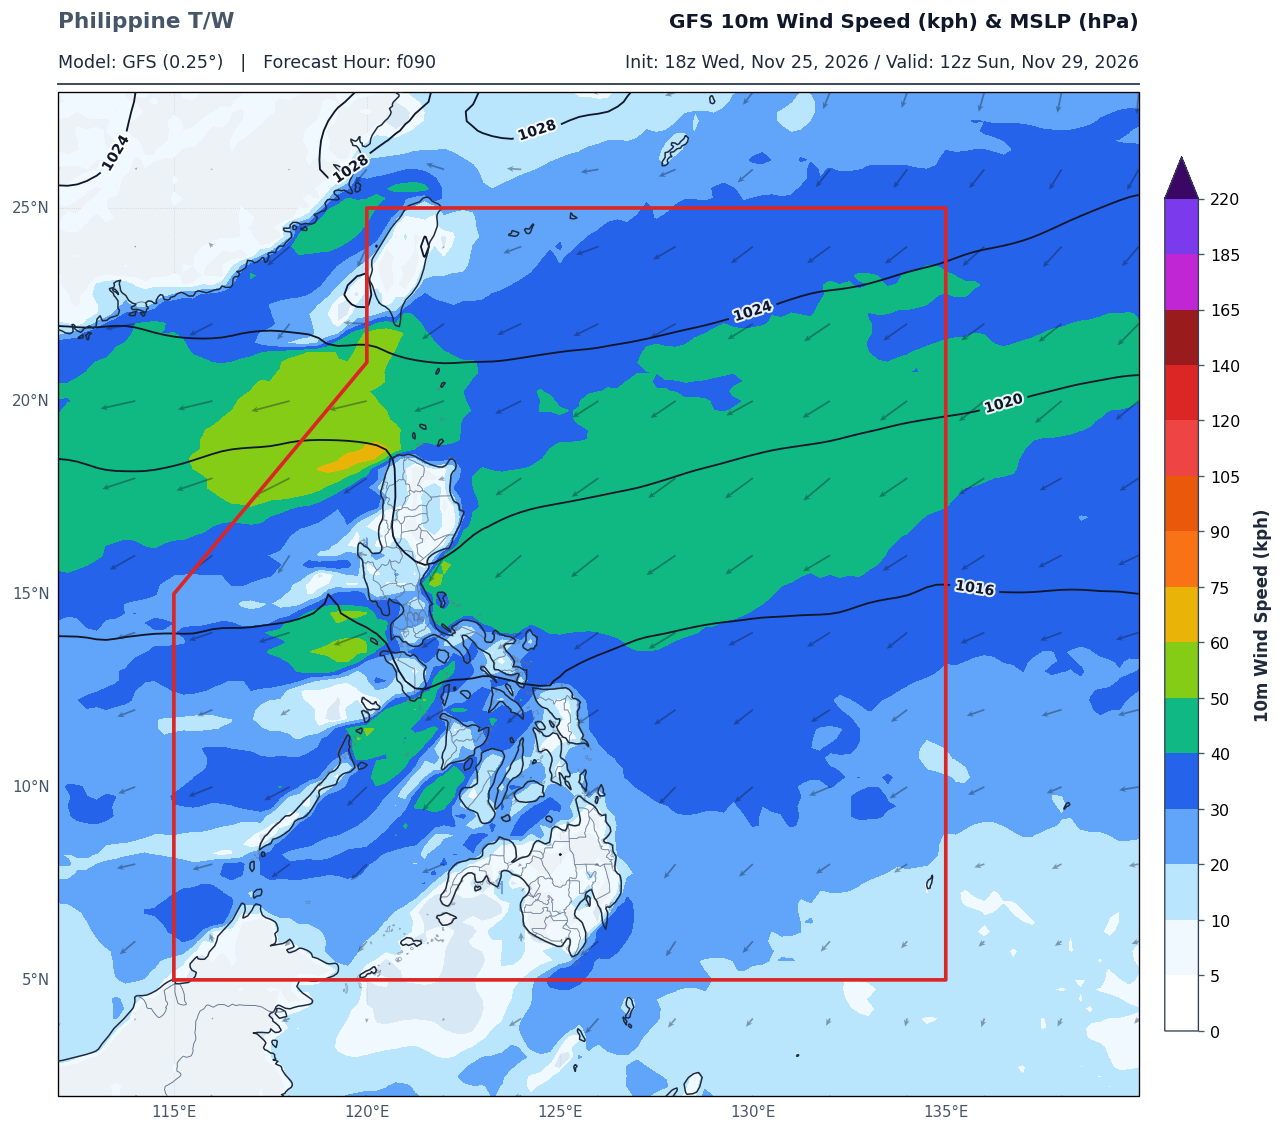 Philippine T/W
GFS 10m Wind Speed (kph) & MSLP (hPa)
Model: GFS (0.25°) | Forecast Hour: f090
Init: 18z Wed, Nov 25, 2026 / Valid: 12z Sun, Nov 29, 2026
1024
1028
1028
1024
1020
1016
25°N
20°N
15°N
10°N
5°N
115°E
120°E
125°E
130°E
135°E
220
185
165
140
120
105
90
75
60
50
40
30
20
10
5
0
10m Wind Speed (kph)